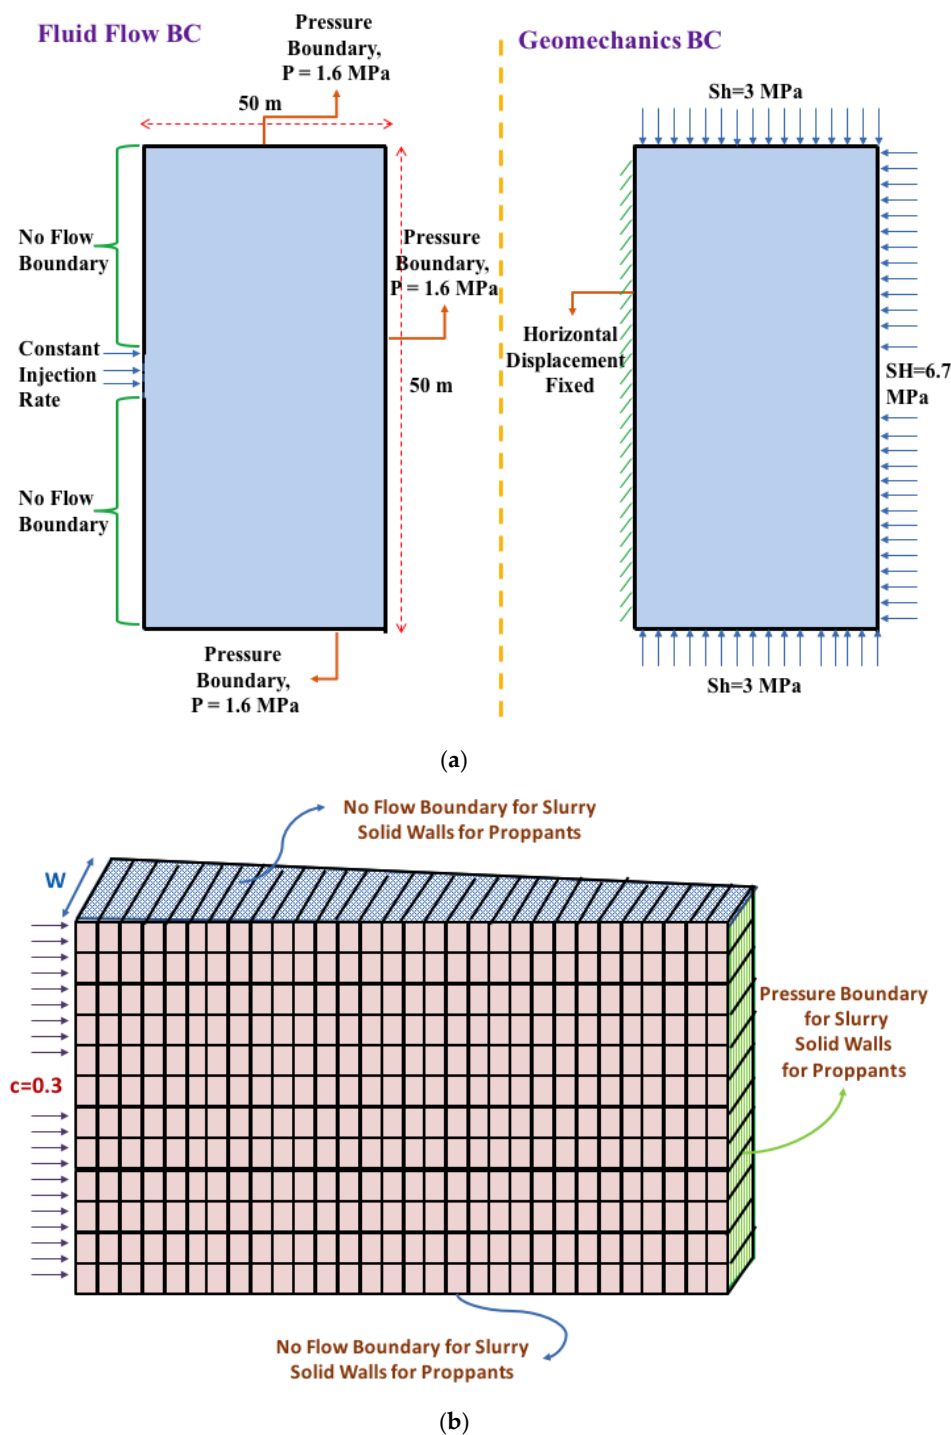 Fluid Flow BC
Pressure
Boundary,
P = 1.6 MPa
50 m
No Flow
Boundary
Pressure
Boundary,
P = 1.6 MPa
Constant
Injection
Rate
50 m
No Flow
Boundary
Pressure
Boundary,
P = 1.6 MPa
Geomechanics BC
Sh=3 MPa
Horizontal
Displacement
Fixed
SH=6.7
MPa
Sh=3 MPa
(a)
No Flow Boundary for Slurry
Solid Walls for Proppants
W
c=0.3
Pressure Boundary
for Slurry
Solid Walls
for Proppants
No Flow Boundary for Slurry
Solid Walls for Proppants
(b)